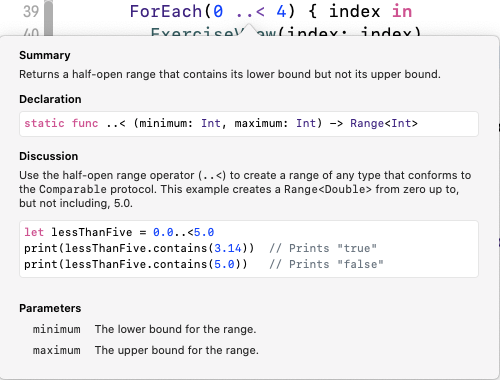 39 ForEach(0 ..< 4) { index in
40 ExerciseView(index: index)
Summary
Returns a half-open range that contains its lower bound but not its upper bound.
Declaration
static func ..< (minimum: Int, maximum: Int) -> Range<Int>
Discussion
Use the half-open range operator (..<) to create a range of any type that conforms to
the Comparable protocol. This example creates a Range<Double> from zero up to,
but not including, 5.0.
let lessThanFive = 0.0..<5.0
print(lessThanFive.contains(3.14)) // Prints "true"
print(lessThanFive.contains(5.0)) // Prints "false"
Parameters
minimum The lower bound for the range.
maximum The upper bound for the range.